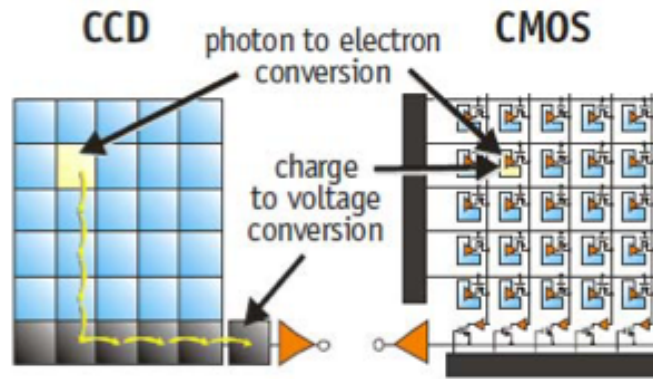 CCD
CMOS
photon to electron
conversion
charge
to voltage
conversion